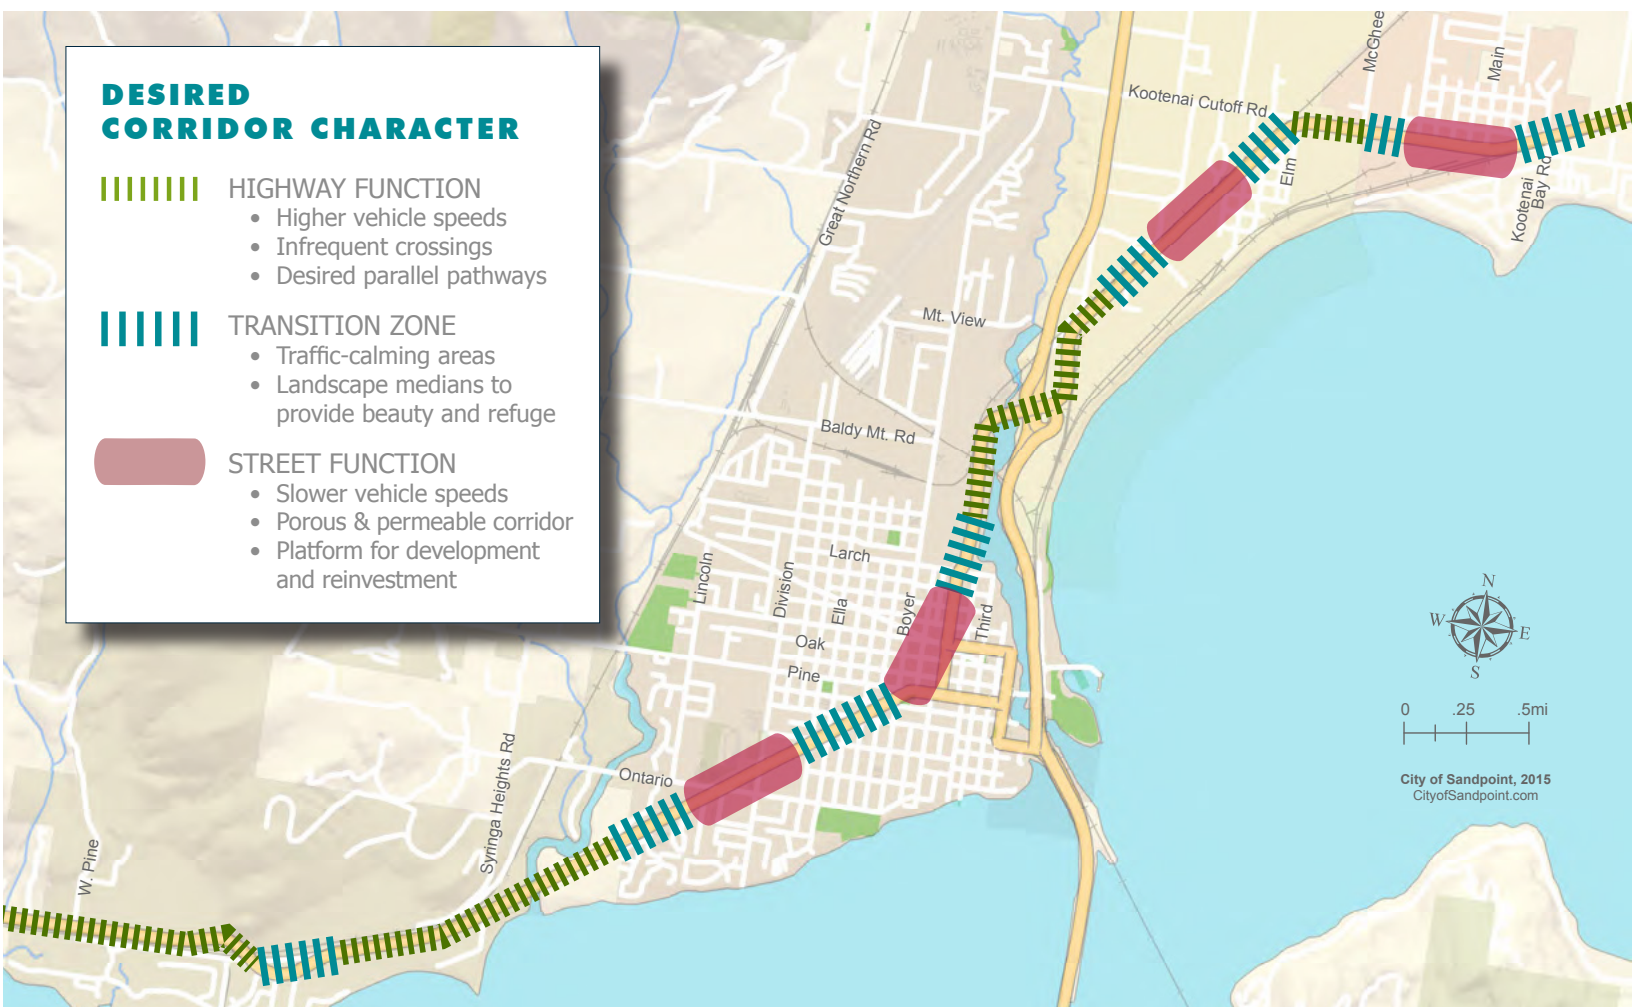 DESIRED
CORRIDOR CHARACTER
HIGHWAY FUNCTION
• Higher vehicle speeds
• Infrequent crossings
• Desired parallel pathways
TRANSITION ZONE
• Traffic-calming areas
• Landscape medians to
provide beauty and refuge
STREET FUNCTION
• Slower vehicle speeds
• Porous & permeable corridor
• Platform for development
and reinvestment
Great Northern Rd
Kootenai Cutoff Rd
McGhee
Main
Elm
Kootenai
Bay Rd
Mt. View
Baldy Mt. Rd
Larch
Lincoln
Division
Ella
Boyer
Third
Oak
Pine
Ontario
Syringa Heights Rd
W. Pine
N
W
E
S
0 .25 .5mi
City of Sandpoint, 2015
CityofSandpoint.com